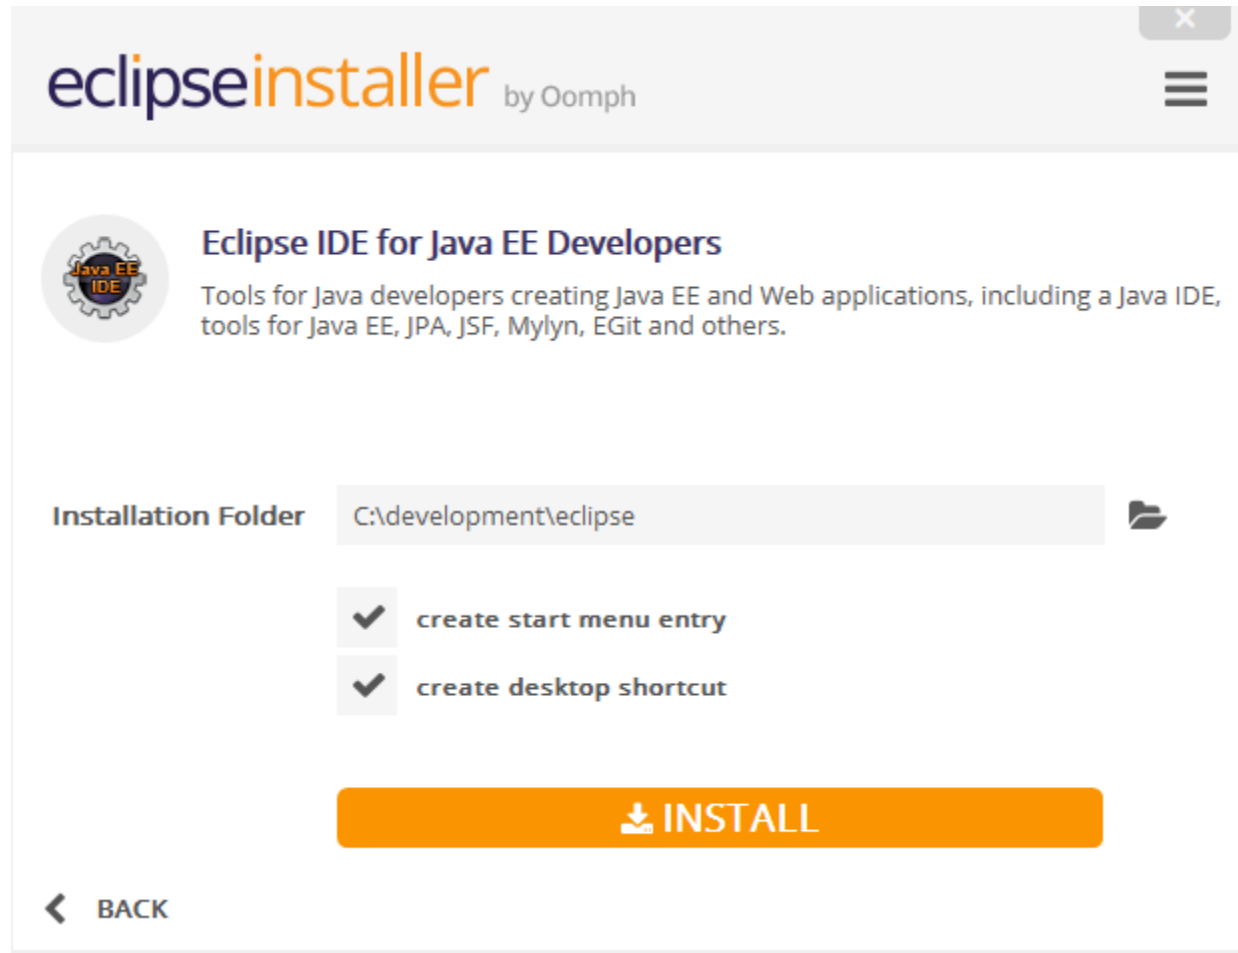 eclipseinstaller by Oomph
Java EE
IDE
Eclipse IDE for Java EE Developers
Tools for Java developers creating Java EE and Web applications, including a Java IDE,
tools for Java EE, JPA, JSF, Mylyn, EGit and others.
Installation Folder C:\development\eclipse
create start menu entry
create desktop shortcut
INSTALL
BACK